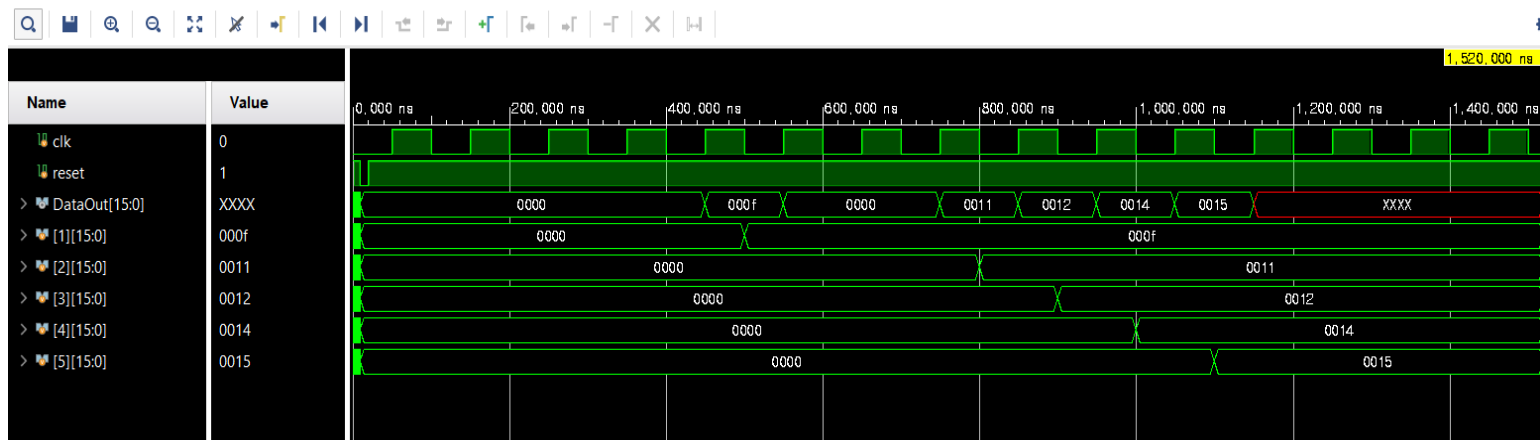 1,520,000 ns
Name Value
0,000 ns 200,000 ns 400,000 ns 600,000 ns 800,000 ns 1,000,000 ns 1,200,000 ns 1,400,000 ns
clk 0
reset 1
DataOut[15:0] XXXX 0000 000f 0000 0011 0012 0014 0015 XXXX
[1][15:0] 000f 0000 000f
[2][15:0] 0011 0000 0011
[3][15:0] 0012 0000 0012
[4][15:0] 0014 0000 0014
[5][15:0] 0015 0000 0015